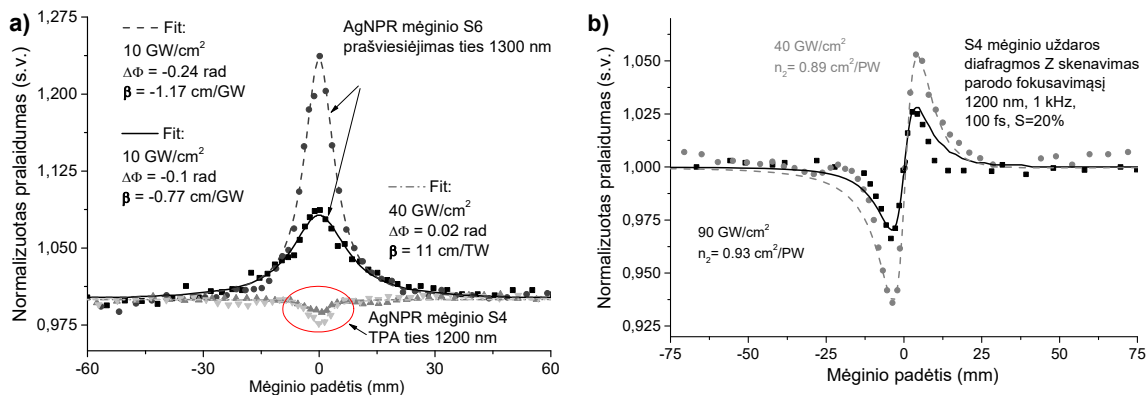 a)
Normalizuotas pralaidumas (s.v.)
1,275
1,200
1,125
1,050
0,975
-60
-30
0
30
60
Mėginio padėtis (mm)
Fit:
10 GW/cm²
ΔΦ = -0.24 rad
β = -1.17 cm/GW
Fit:
10 GW/cm²
ΔΦ = -0.1 rad
β = -0.77 cm/GW
AgNPR mėginio S6
prašviesiėjimas ties 1300 nm
Fit:
40 GW/cm²
ΔΦ = 0.02 rad
β = 11 cm/TW
AgNPR mėginio S4
TPA ties 1200 nm
b)
Normalizuotas pralaidumas (s.v.)
1,050
1,025
1,000
0,975
0,950
0,925
-75
-50
-25
0
25
50
75
Mėginio padėtis (mm)
40 GW/cm²
n₂= 0.89 cm²/PW
S4 mėginio uždaros
diafragmos Z skenavimas
parodo fokusavimąsį
1200 nm, 1 kHz,
100 fs, S=20%
90 GW/cm²
n₂= 0.93 cm²/PW